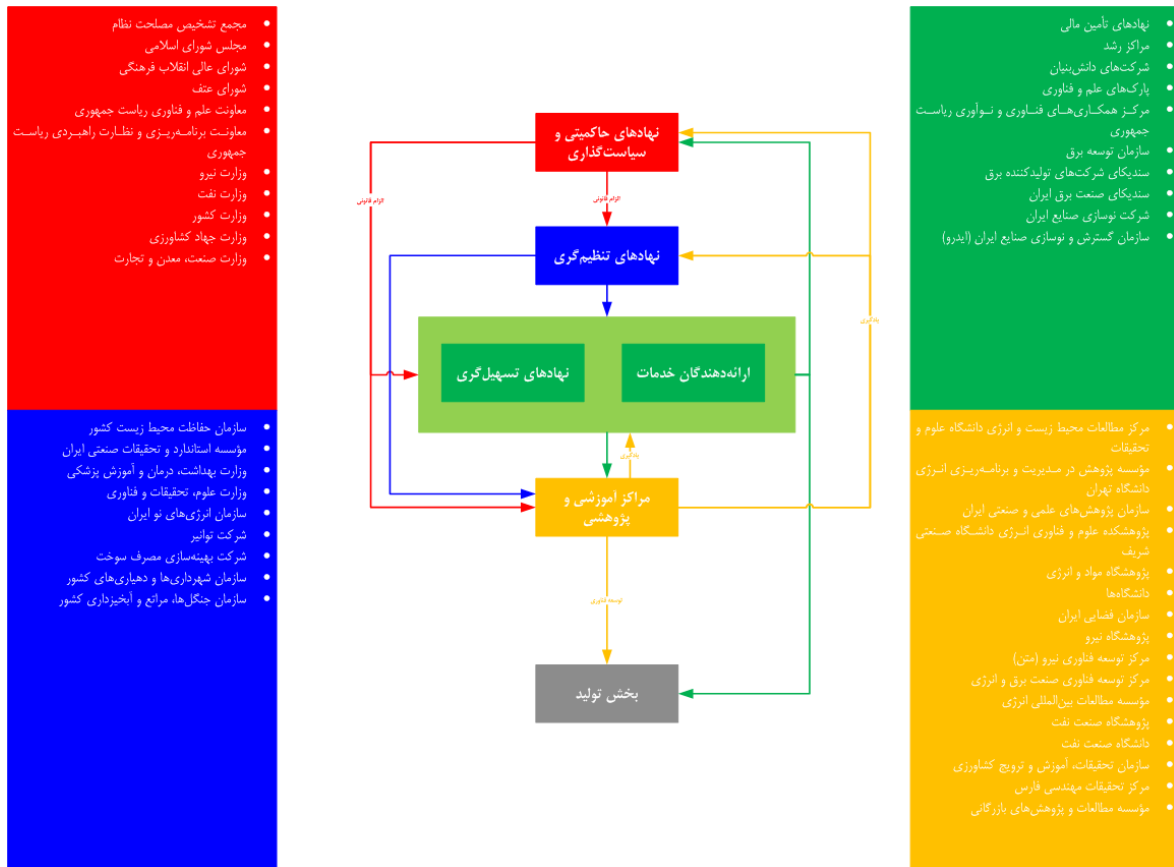 نهادهای تأمین مالی
مراکز رشد
شرکت‌های دانش‌بنیان
پارک‌های علم و فناوری
مرکز همکاری‌های فناوری و نوآوری ریاست
جمهوری
سازمان توسعه برق
سندیکای شرکت‌های تولیدکننده برق
سندیکای صنعت برق ایران
شرکت نوسازی صنایع ایران
سازمان گسترش و نوسازی صنایع ایران (ایدرو)
مرکز مطالعات محیط زیست و انرژی دانشگاه علوم و
تحقیقات
مؤسسه پژوهش در مدیریت و برنامه‌ریزی انرژی
دانشگاه تهران
سازمان پژوهش‌های علمی و صنعتی ایران
پژوهشکده علوم و فناوری انرژی دانشگاه صنعتی
شریف
پژوهشگاه مواد و انرژی
دانشگاه‌ها
سازمان فضایی ایران
پژوهشگاه نیرو
مرکز توسعه فناوری نیرو (متن)
مرکز توسعه فناوری صنعت برق و انرژی
مؤسسه مطالعات بین‌المللی انرژی
پژوهشگاه صنعت نفت
دانشگاه صنعت نفت
سازمان تحقیقات، آموزش و ترویج کشاورزی
مرکز تحقیقات مهندسی فارس
مؤسسه مطالعات و پژوهش‌های بازرگانی
نهادهای حاکمیتی و
سیاست‌گذاری
الزام قانونی
الزام قانونی
نهادهای تنظیم‌گری
یادگیری
ارائه‌دهندگان خدمات
نهادهای تسهیل‌گری
یادگیری
مراکز آموزشی و
پژوهشی
توسعه فناوری
بخش تولید
مجمع تشخیص مصلحت نظام
مجلس شورای اسلامی
شورای عالی انقلاب فرهنگی
شورای عتف
معاونت علم و فناوری ریاست جمهوری
معاونت برنامه‌ریزی و نظارت راهبردی ریاست
جمهوری
وزارت نیرو
وزارت نفت
وزارت کشور
وزارت جهاد کشاورزی
وزارت صنعت، معدن و تجارت
سازمان حفاظت محیط زیست کشور
مؤسسه استاندارد و تحقیقات صنعتی ایران
وزارت بهداشت، درمان و آموزش پزشکی
وزارت علوم، تحقیقات و فناوری
سازمان انرژی‌های نو ایران
شرکت توانیر
شرکت بهینه‌سازی مصرف سوخت
سازمان شهرداری‌ها و دهیاری‌های کشور
سازمان جنگل‌ها، مراتع و آبخیزداری کشور